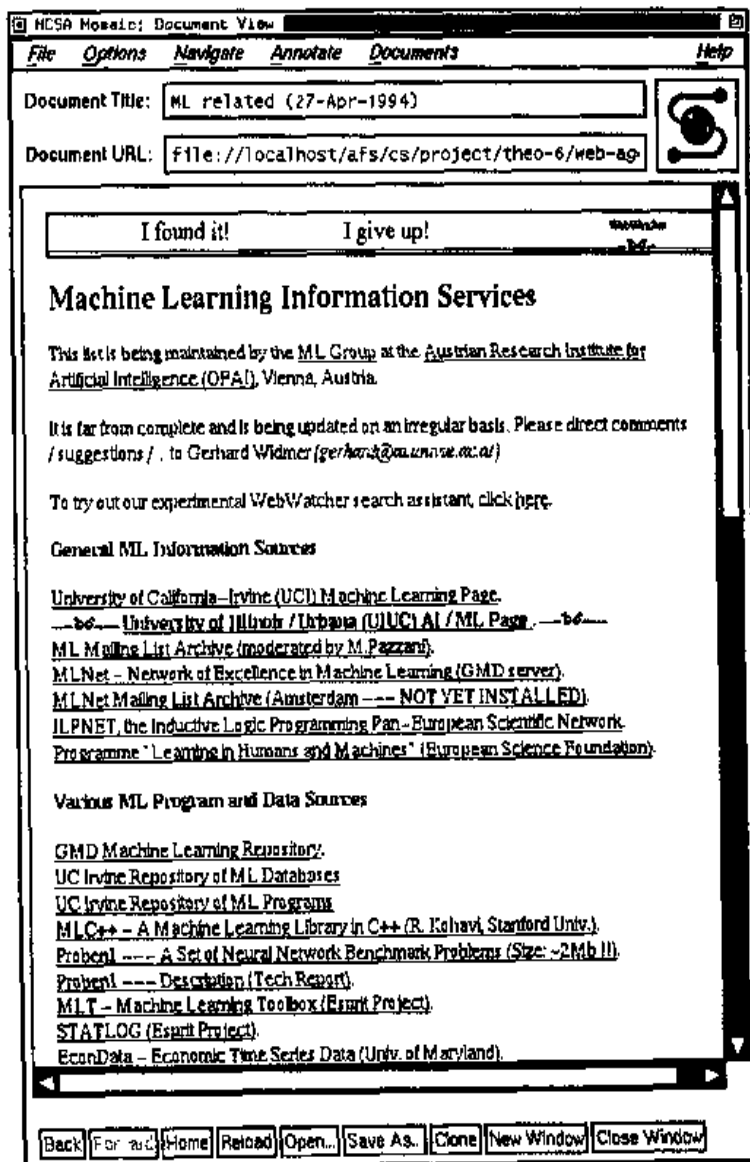 NCSA Mosaic: Document View
File Options Navigate Annotate Documents Help
Document Title: ML related (27-Apr-1994)
Document URL: file://localhost/afs/cs/project/theo-6/web-ag
I found it! I give up!
Machine Learning Information Services
This list is being maintained by the ML Group at the Austrian Research Institute for
Artificial Intelligence (OFAI), Vienna, Austria.
It is far from complete and is being updated on an irregular basis. Please direct comments
/ suggestions / . to Gerhard Widmer
To try out our experimental WebWatcher search assistant, click here.
General ML Information Sources
University of California--Irvine (UCI) Machine Learning Page.
University of Illinois / Urbana (UIUC) AI / ML Page.
ML Mailing List Archive (moderated by M.Pazzani).
MLNet - Network of Excellence in Machine Learning (GMD server).
MLNet Mailing List Archive (Amsterdam --- NOT YET INSTALLED).
ILPNET, the Inductive Logic Programming Pan-European Scientific Network.
Programme "Learning in Humans and Machines" (European Science Foundation).
Various ML Program and Data Sources
GMD Machine Learning Repository.
UC Irvine Repository of ML Databases
UC Irvine Repository of ML Programs
MLC++ - A Machine Learning Library in C++ (R. Kohavi, Stanford Univ.).
Proben1 --- A Set of Neural Network Benchmark Problems (Size: ~2Mb !!).
Proben1 --- Description (Tech Report).
MLT - Machine Learning Toolbox (Esprit Project).
STATLOG (Esprit Project).
EconData - Economic Time Series Data (Univ. of Maryland).
Back Forward Home Reload Open... Save As.. Clone New Window Close Window